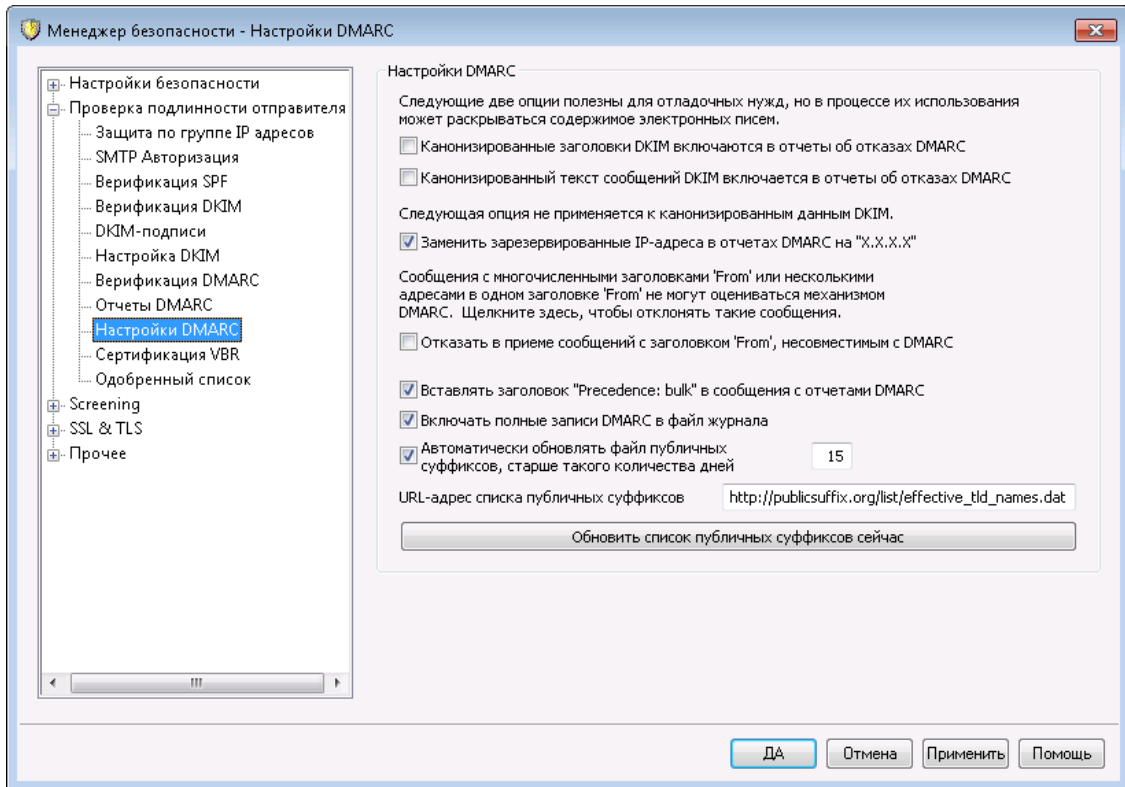 Менеджер безопасности - Настройки DMARC
Настройки безопасности
Проверка подлинности отправителя
Защита по группе IP адресов
SMTP Авторизация
Верификация SPF
Верификация DKIM
DKIM-подписи
Настройка DKIM
Верификация DMARC
Отчеты DMARC
Настройки DMARC
Сертификация VBR
Одобренный список
Screening
SSL & TLS
Прочее
Настройки DMARC
Следующие две опции полезны для отладочных нужд, но в процессе их использования
может раскрываться содержимое электронных писем.
Канонизированные заголовки DKIM включаются в отчеты об отказах DMARC
Канонизированный текст сообщений DKIM включается в отчеты об отказах DMARC
Следующая опция не применяется к канонизированным данным DKIM.
Заменить зарезервированные IP-адреса в отчетах DMARC на "X.X.X.X"
Сообщения с многочисленными заголовками 'From' или несколькими
адресами в одном заголовке 'From' не могут оцениваться механизмом
DMARC. Щелкните здесь, чтобы отклонять такие сообщения.
Отказать в приеме сообщений с заголовком 'From', несовместимым с DMARC
Вставлять заголовок "Precedence: bulk" в сообщения с отчетами DMARC
Включать полные записи DMARC в файл журнала
Автоматически обновлять файл публичных
суффиксов, старше такого количества дней 15
URL-адрес списка публичных суффиксов http://publicsuffix.org/list/effective_tld_names.dat
Обновить список публичных суффиксов сейчас
ДА Отмена Применить Помощь